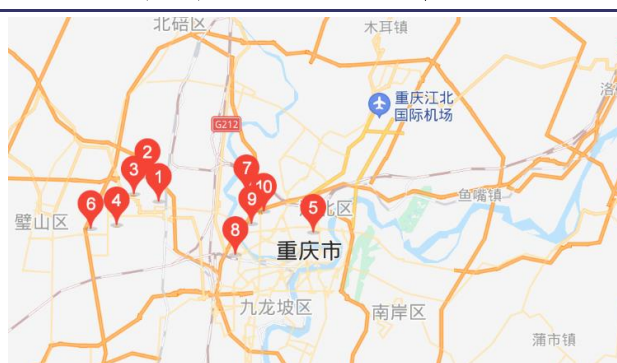 北碚区
木耳镇
重庆江北
国际机场
G212
2
7
3
1
10
鱼嘴镇
6
4
9
5
北区
璧山区
8
重庆市
九龙坡区
南岸区
蒲市镇